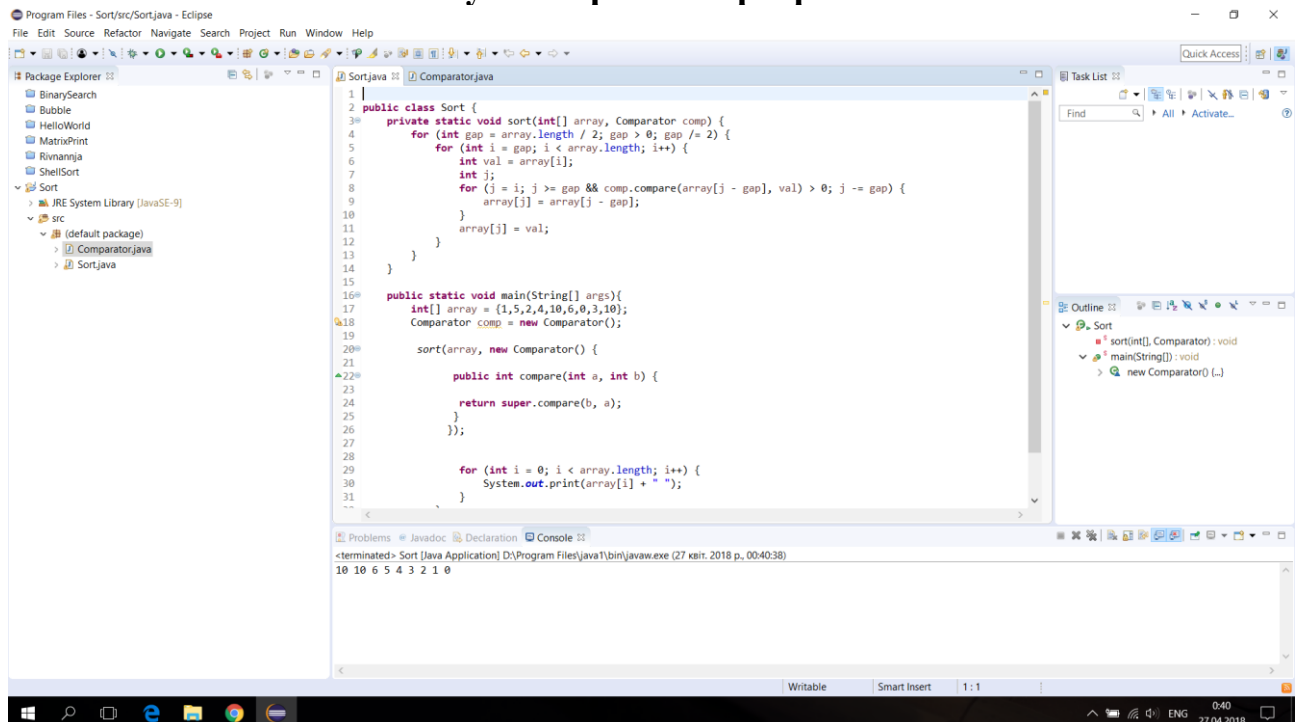 Program Files - Sort/src/Sort.java - Eclipse
File Edit Source Refactor Navigate Search Project Run Window Help
Quick Access
Package Explorer
BinarySearch
Bubble
HelloWorld
MatrixPrint
Rivnannja
ShellSort
Sort
JRE System Library [JavaSE-9]
src
(default package)
Comparator.java
Sort.java
Sort.java Comparator.java
1
2 public class Sort {
3 private static void sort(int[] array, Comparator comp) {
4 for (int gap = array.length / 2; gap > 0; gap /= 2) {
5 for (int i = gap; i < array.length; i++) {
6 int val = array[i];
7 int j;
8 for (j = i; j >= gap && comp.compare(array[j - gap], val) > 0; j -= gap) {
9 array[j] = array[j - gap];
10 }
11 array[j] = val;
12 }
13 }
14 }
15
16 public static void main(String[] args){
17 int[] array = {1,5,2,4,10,6,0,3,10};
18 Comparator comp = new Comparator();
19
20 sort(array, new Comparator() {
21
22 public int compare(int a, int b) {
23
24 return super.compare(b, a);
25 }
26 });
27
28
29 for (int i = 0; i < array.length; i++) {
30 System.out.print(array[i] + " ");
31 }
Task List
Find All Activate...
Outline
Sort
sort(int[], Comparator) : void
main(String[]) : void
new Comparator() {...}
Problems Javadoc Declaration Console
<terminated> Sort [Java Application] D:\Program Files\java1\bin\javaw.exe (27 квіт. 2018 р., 00:40:38)
10 10 6 5 4 3 2 1 0
Writable Smart Insert 1 : 1
ENG
0:40
27.04.2018